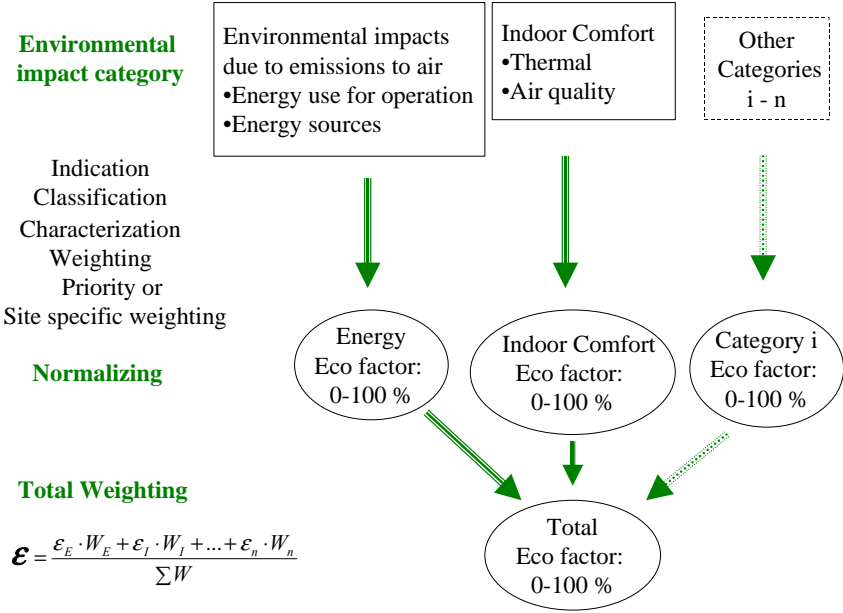 Environmental
impact category
Environmental impacts
due to emissions to air
•Energy use for operation
•Energy sources
Indoor Comfort
•Thermal
•Air quality
Other
Categories
i - n
Indication
Classification
Characterization
Weighting
Priority or
Site specific weighting
Normalizing
Energy
Eco factor:
0-100 %
Indoor Comfort
Eco factor:
0-100 %
Category i
Eco factor:
0-100 %
Total Weighting
ε = (ε_E · W_E + ε_I · W_I + ... + ε_n · W_n) / ΣW
Total
Eco factor:
0-100 %